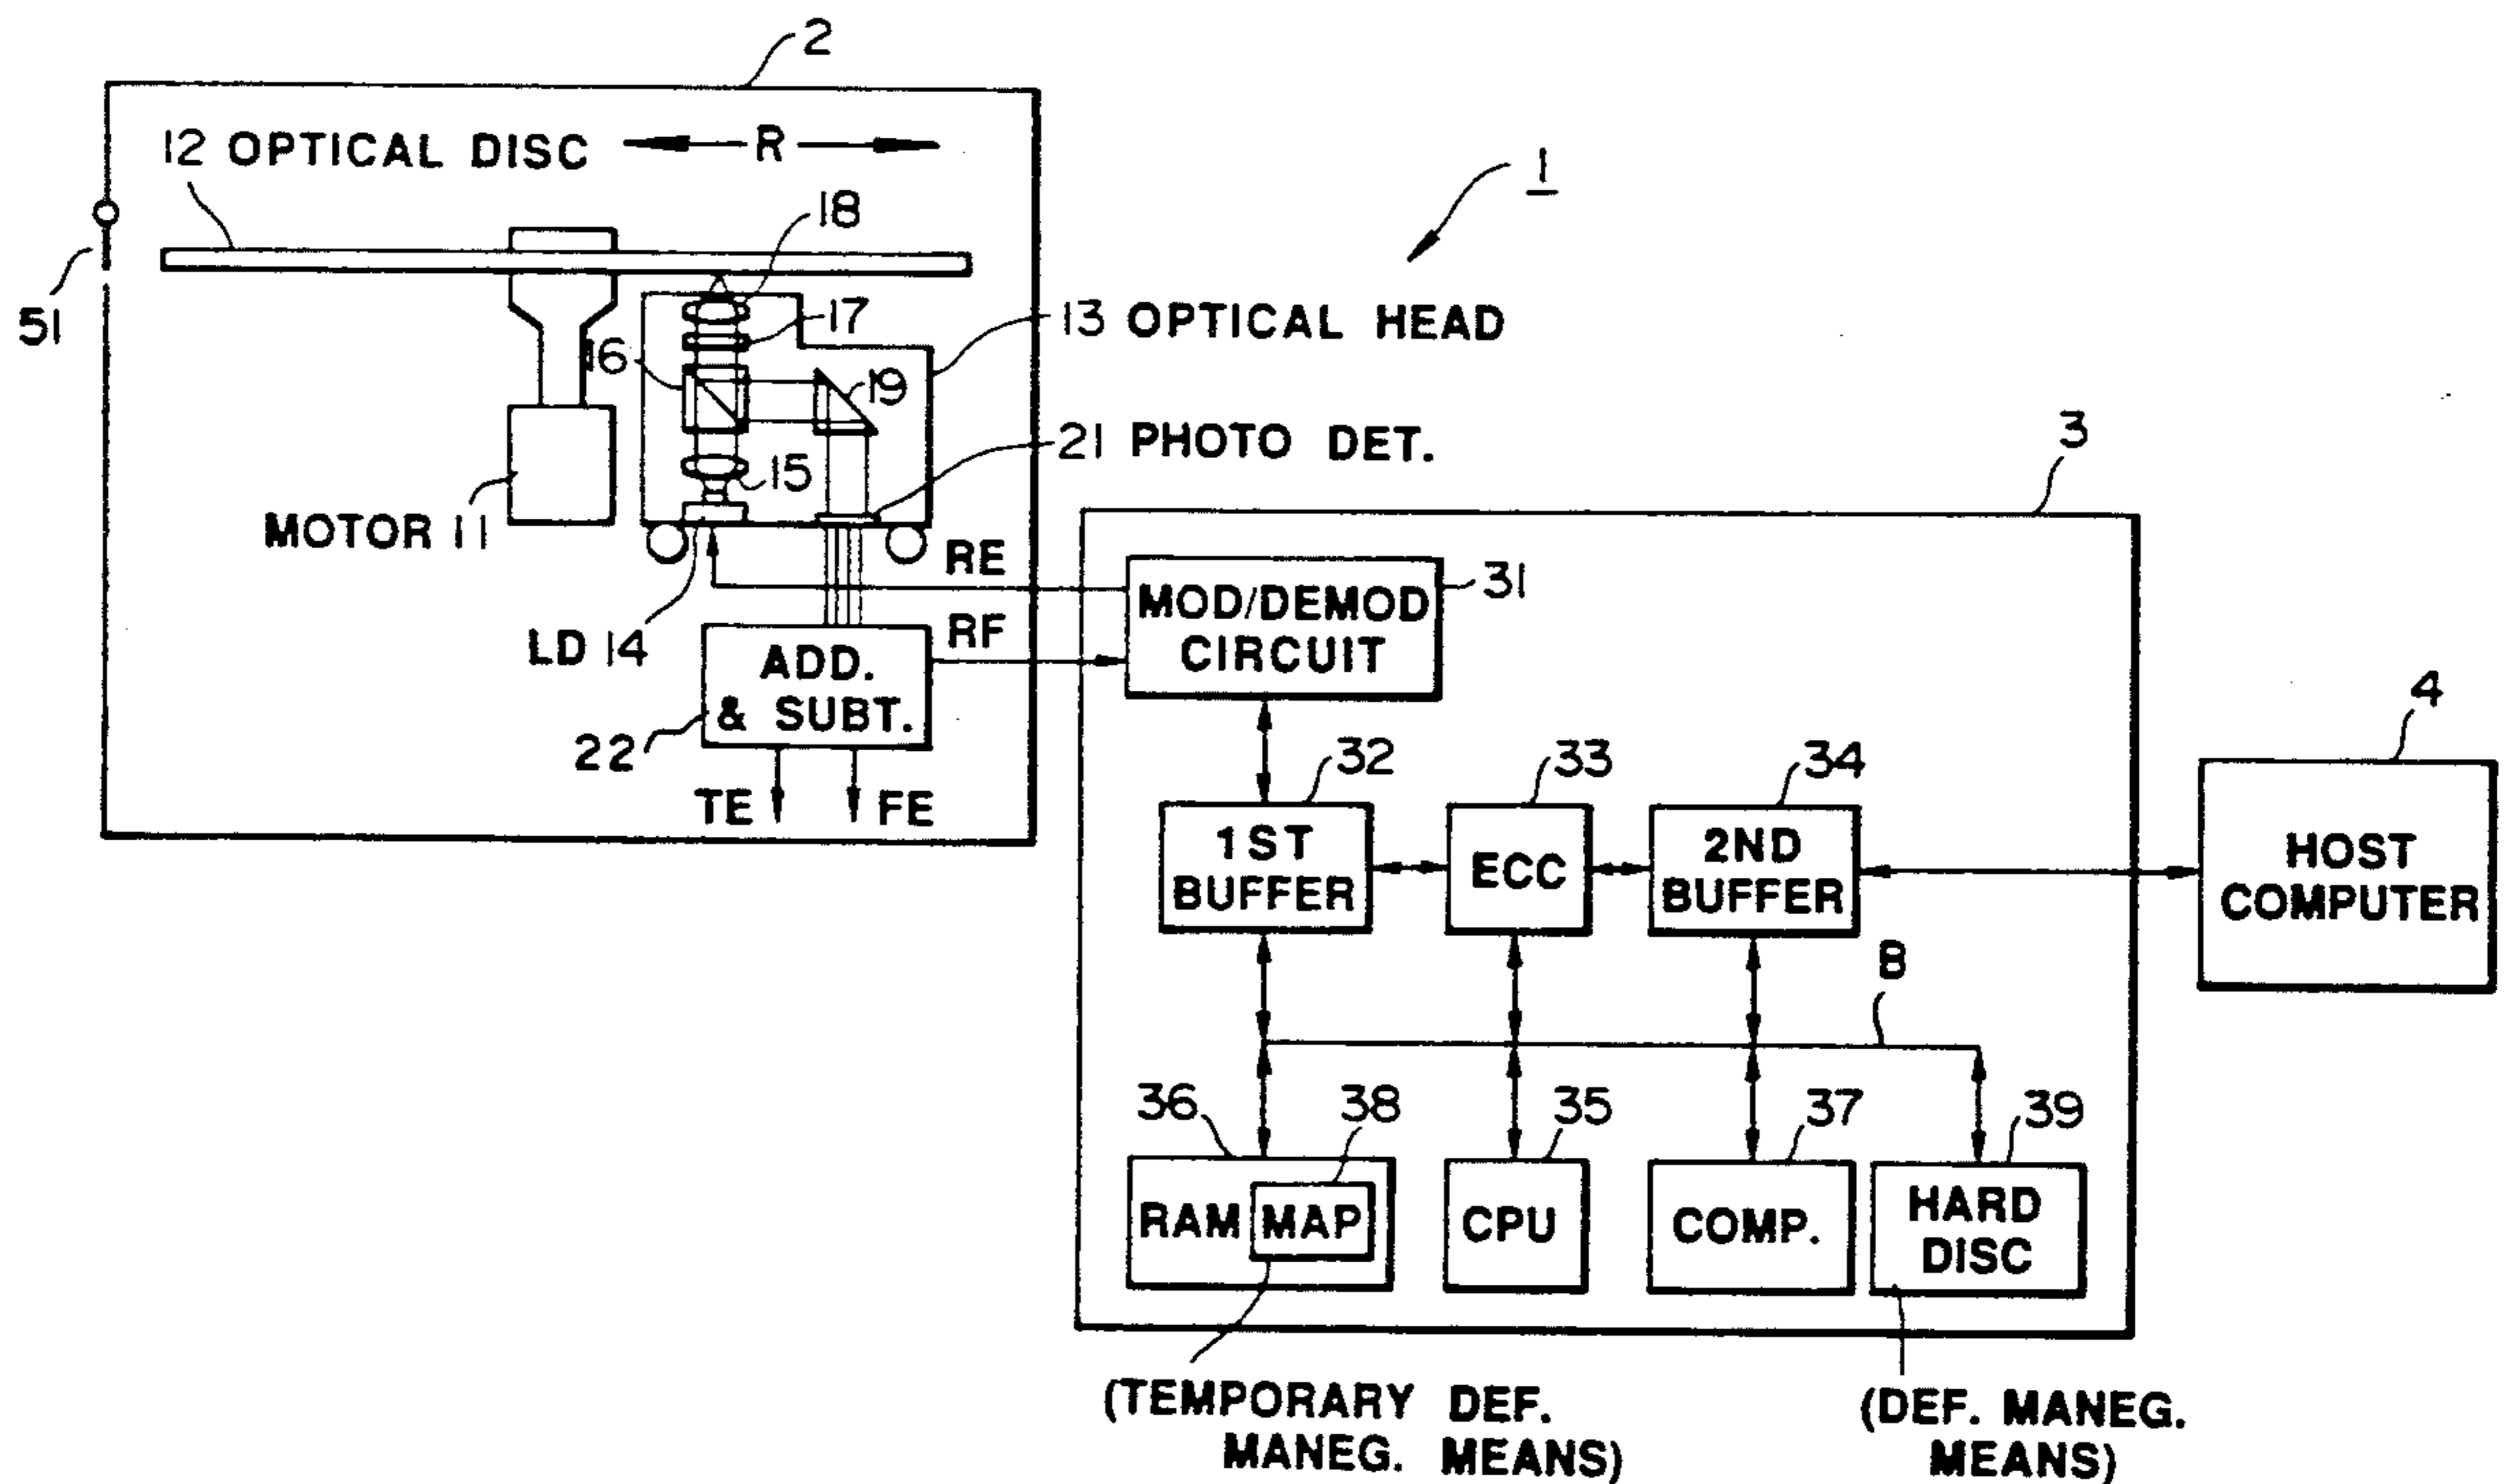 2
12 OPTICAL DISC
R
1
18
51
17
13 OPTICAL HEAD
16
19
21 PHOTO DET.
3
15
MOTOR 11
RE
31
MOD/DEMOD
CIRCUIT
RF
LD 14
ADD.
& SUBT.
22
TE
FE
4
32
33
34
1ST
BUFFER
ECC
2ND
BUFFER
HOST
COMPUTER
B
36
38
35
37
39
RAM
MAP
CPU
COMP.
HARD
DISC
(TEMPORARY DEF.
MANEG. MEANS)
(DEF. MANEG.
MEANS)